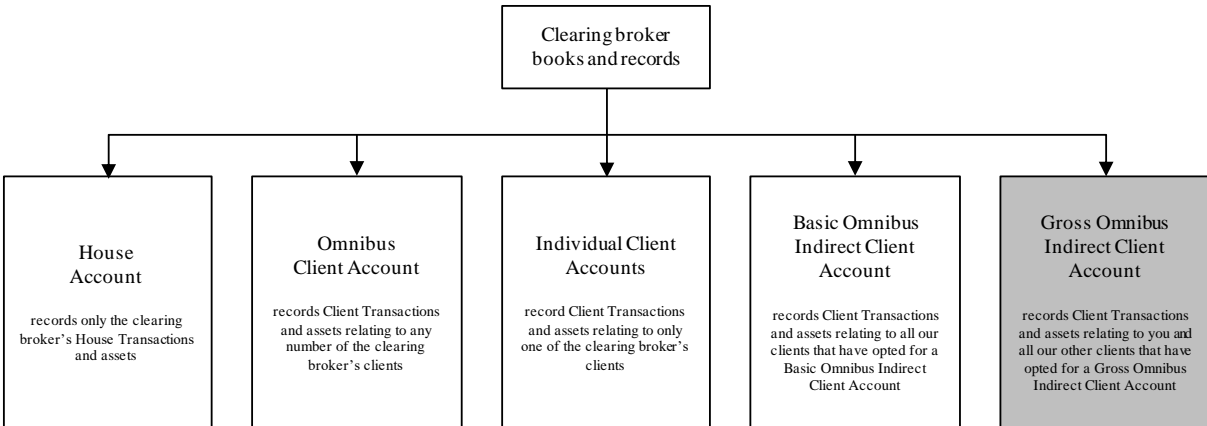 Clearing broker
books and records
House
Account
records only the clearing
broker's House Transactions
and assets
Omnibus
Client Account
records Client Transactions
and assets relating to any
number of the clearing
broker's clients
Individual Client
Accounts
record Client Transactions
and assets relating to only
one of the clearing broker's
clients
Basic Omnibus
Indirect Client
Account
records Client Transactions
and assets relating to all our
clients that have opted for a
Basic Omnibus Indirect
Client Account
Gross Omnibus
Indirect Client
Account
records Client Transactions
and assets relating to you and
all our other clients that have
opted for a Gross Omnibus
Indirect Client Account